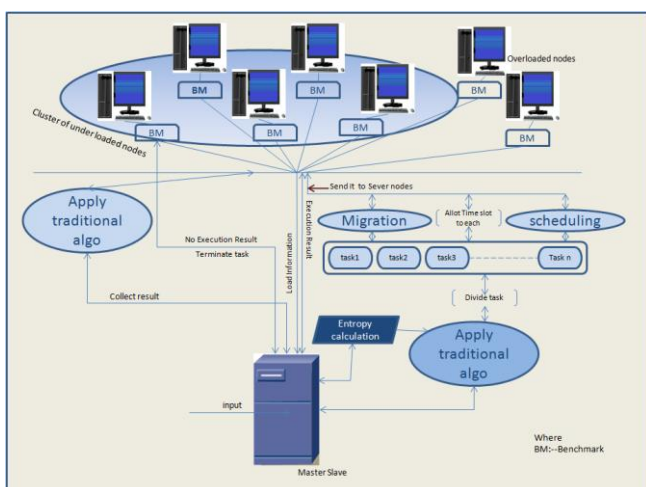 Overloaded nodes
BM
BM
BM
BM
BM
BM
BM
Cluster of under loaded nodes
Send it to Sever nodes
Apply
traditional
algo
Migration
Allot Time slot
to each
scheduling
No Execution Result
Terminate task
Load Information
Execution Result
task1
task2
task3
Task n
Collect result
Divide task
Entropy
calculation
Apply
traditional
algo
input
Master Slave
Where
BM:--Benchmark